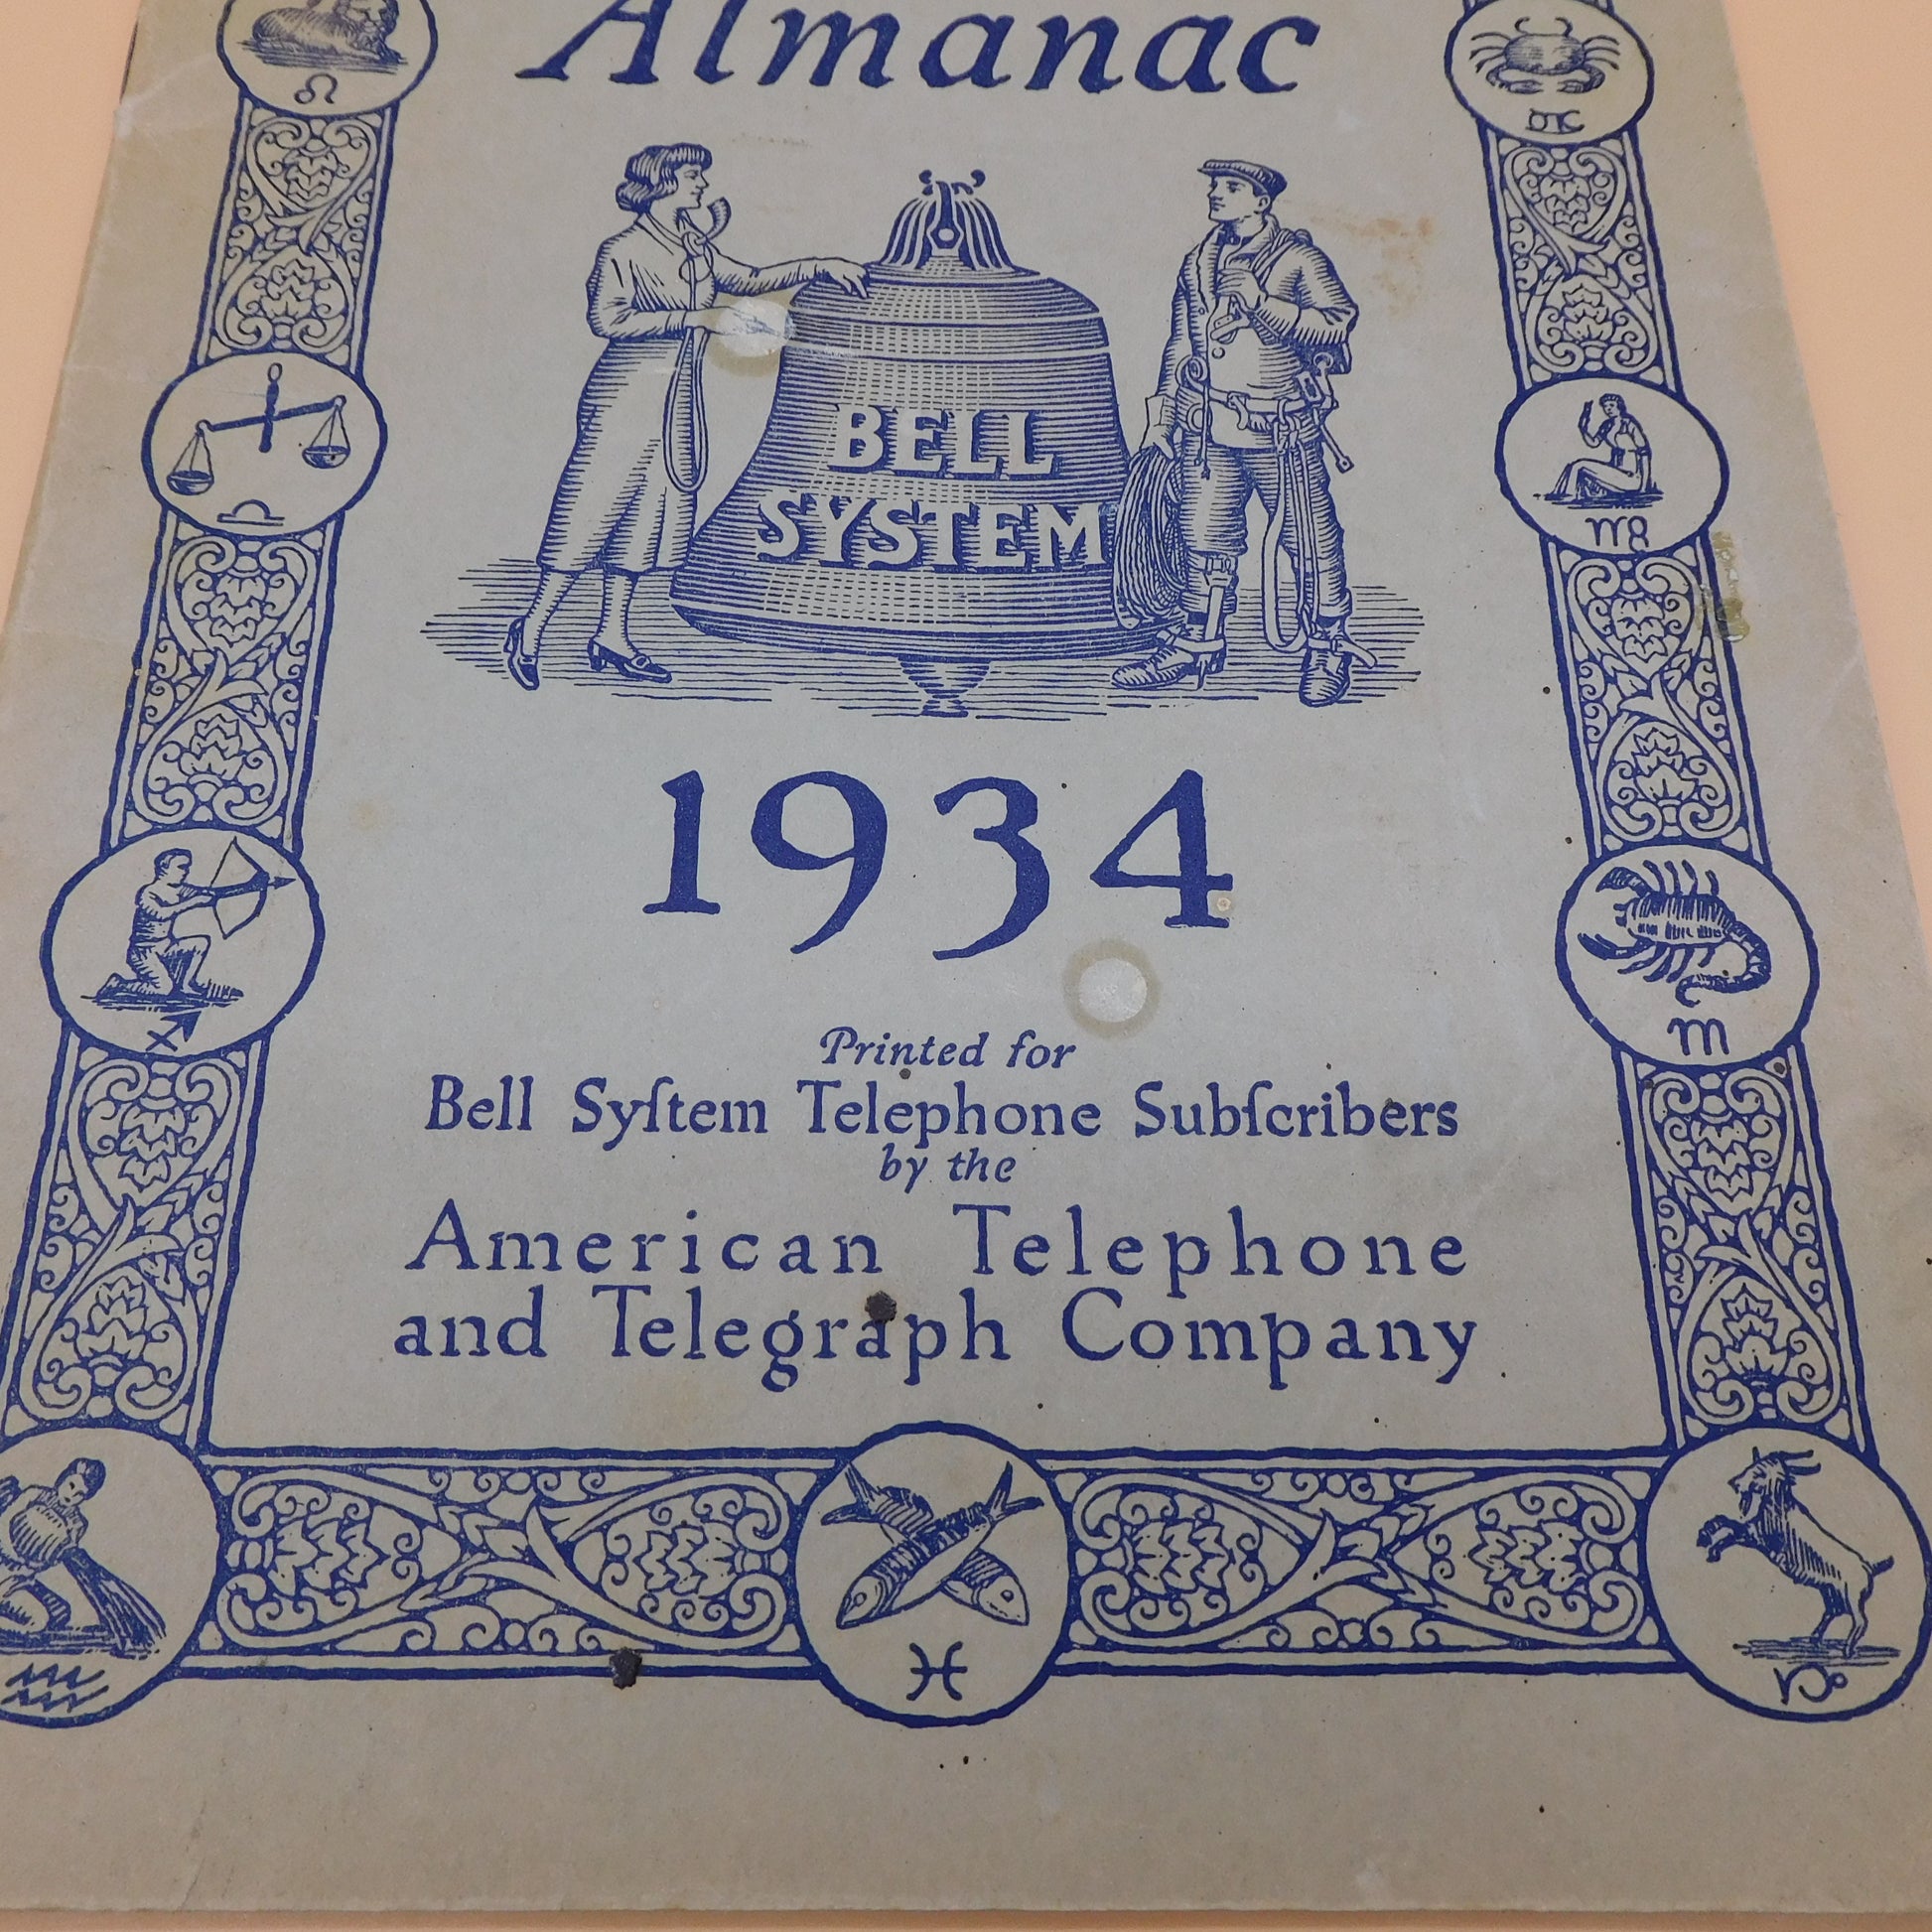 Almanac
BELL
SYSTEM
1934
Printed for
Bell Syſtem Telephone Subſcribers
by the
American Telephone
and Telegraph Company